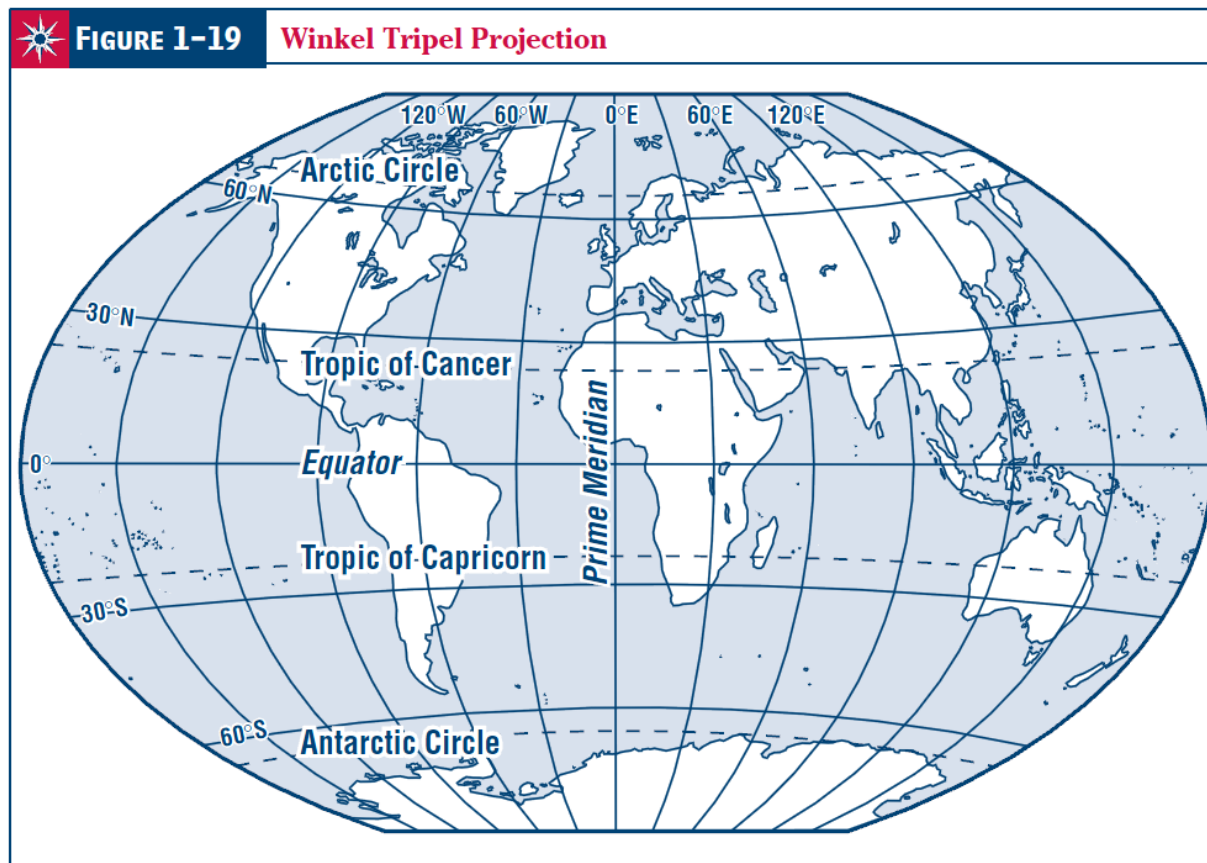 FIGURE 1-19 Winkel Tripel Projection
120°W 60°W 0°E 60°E 120°E
Arctic Circle
60°N
30°N
Tropic of Cancer
Prime Meridian
0° Equator
Tropic of Capricorn
30°S
60°S
Antarctic Circle